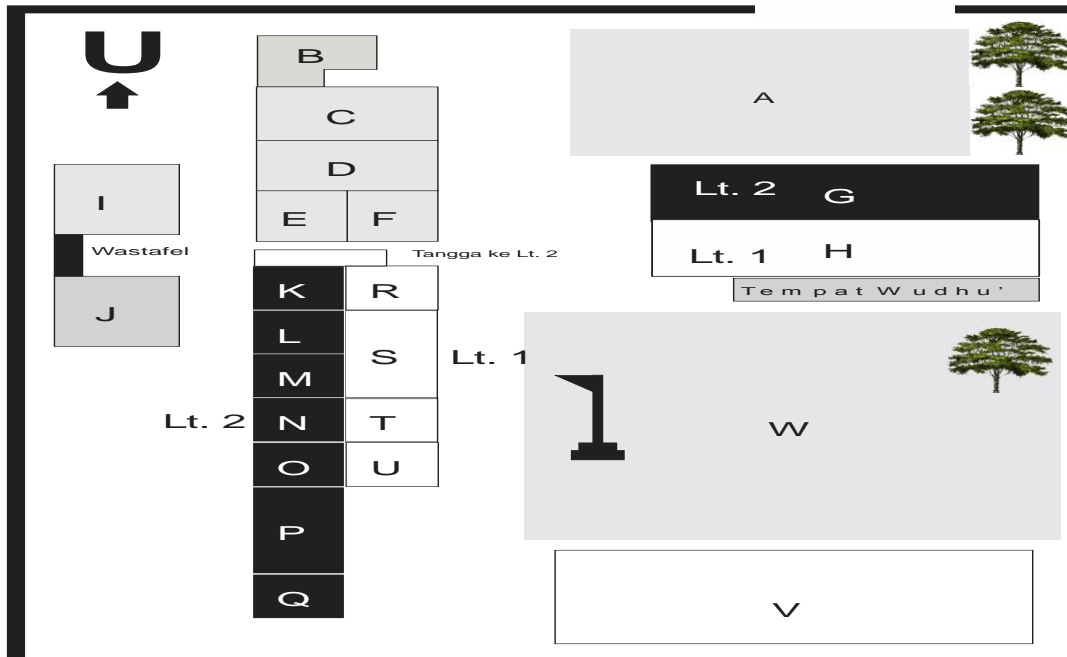 U
B
A
C
D
I
E
F
Lt. 2 G
Wastafel
Tangga ke Lt. 2
Lt. 1 H
Tempat Wudhu'
J
K
R
L
S
Lt. 1
M
Lt. 2
N
T
W
O
U
P
Q
V